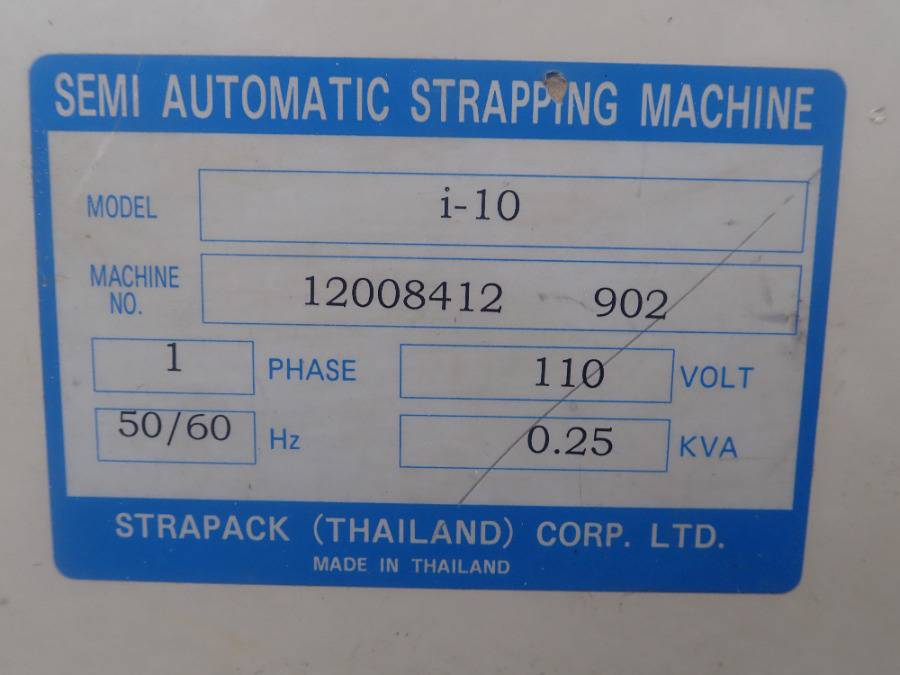 SEMI AUTOMATIC STRAPPING MACHINE
MODEL i-10
MACHINE NO. 12008412 902
1 PHASE 110 VOLT
50/60 Hz 0.25 KVA
STRAPACK (THAILAND) CORP. LTD.
MADE IN THAILAND